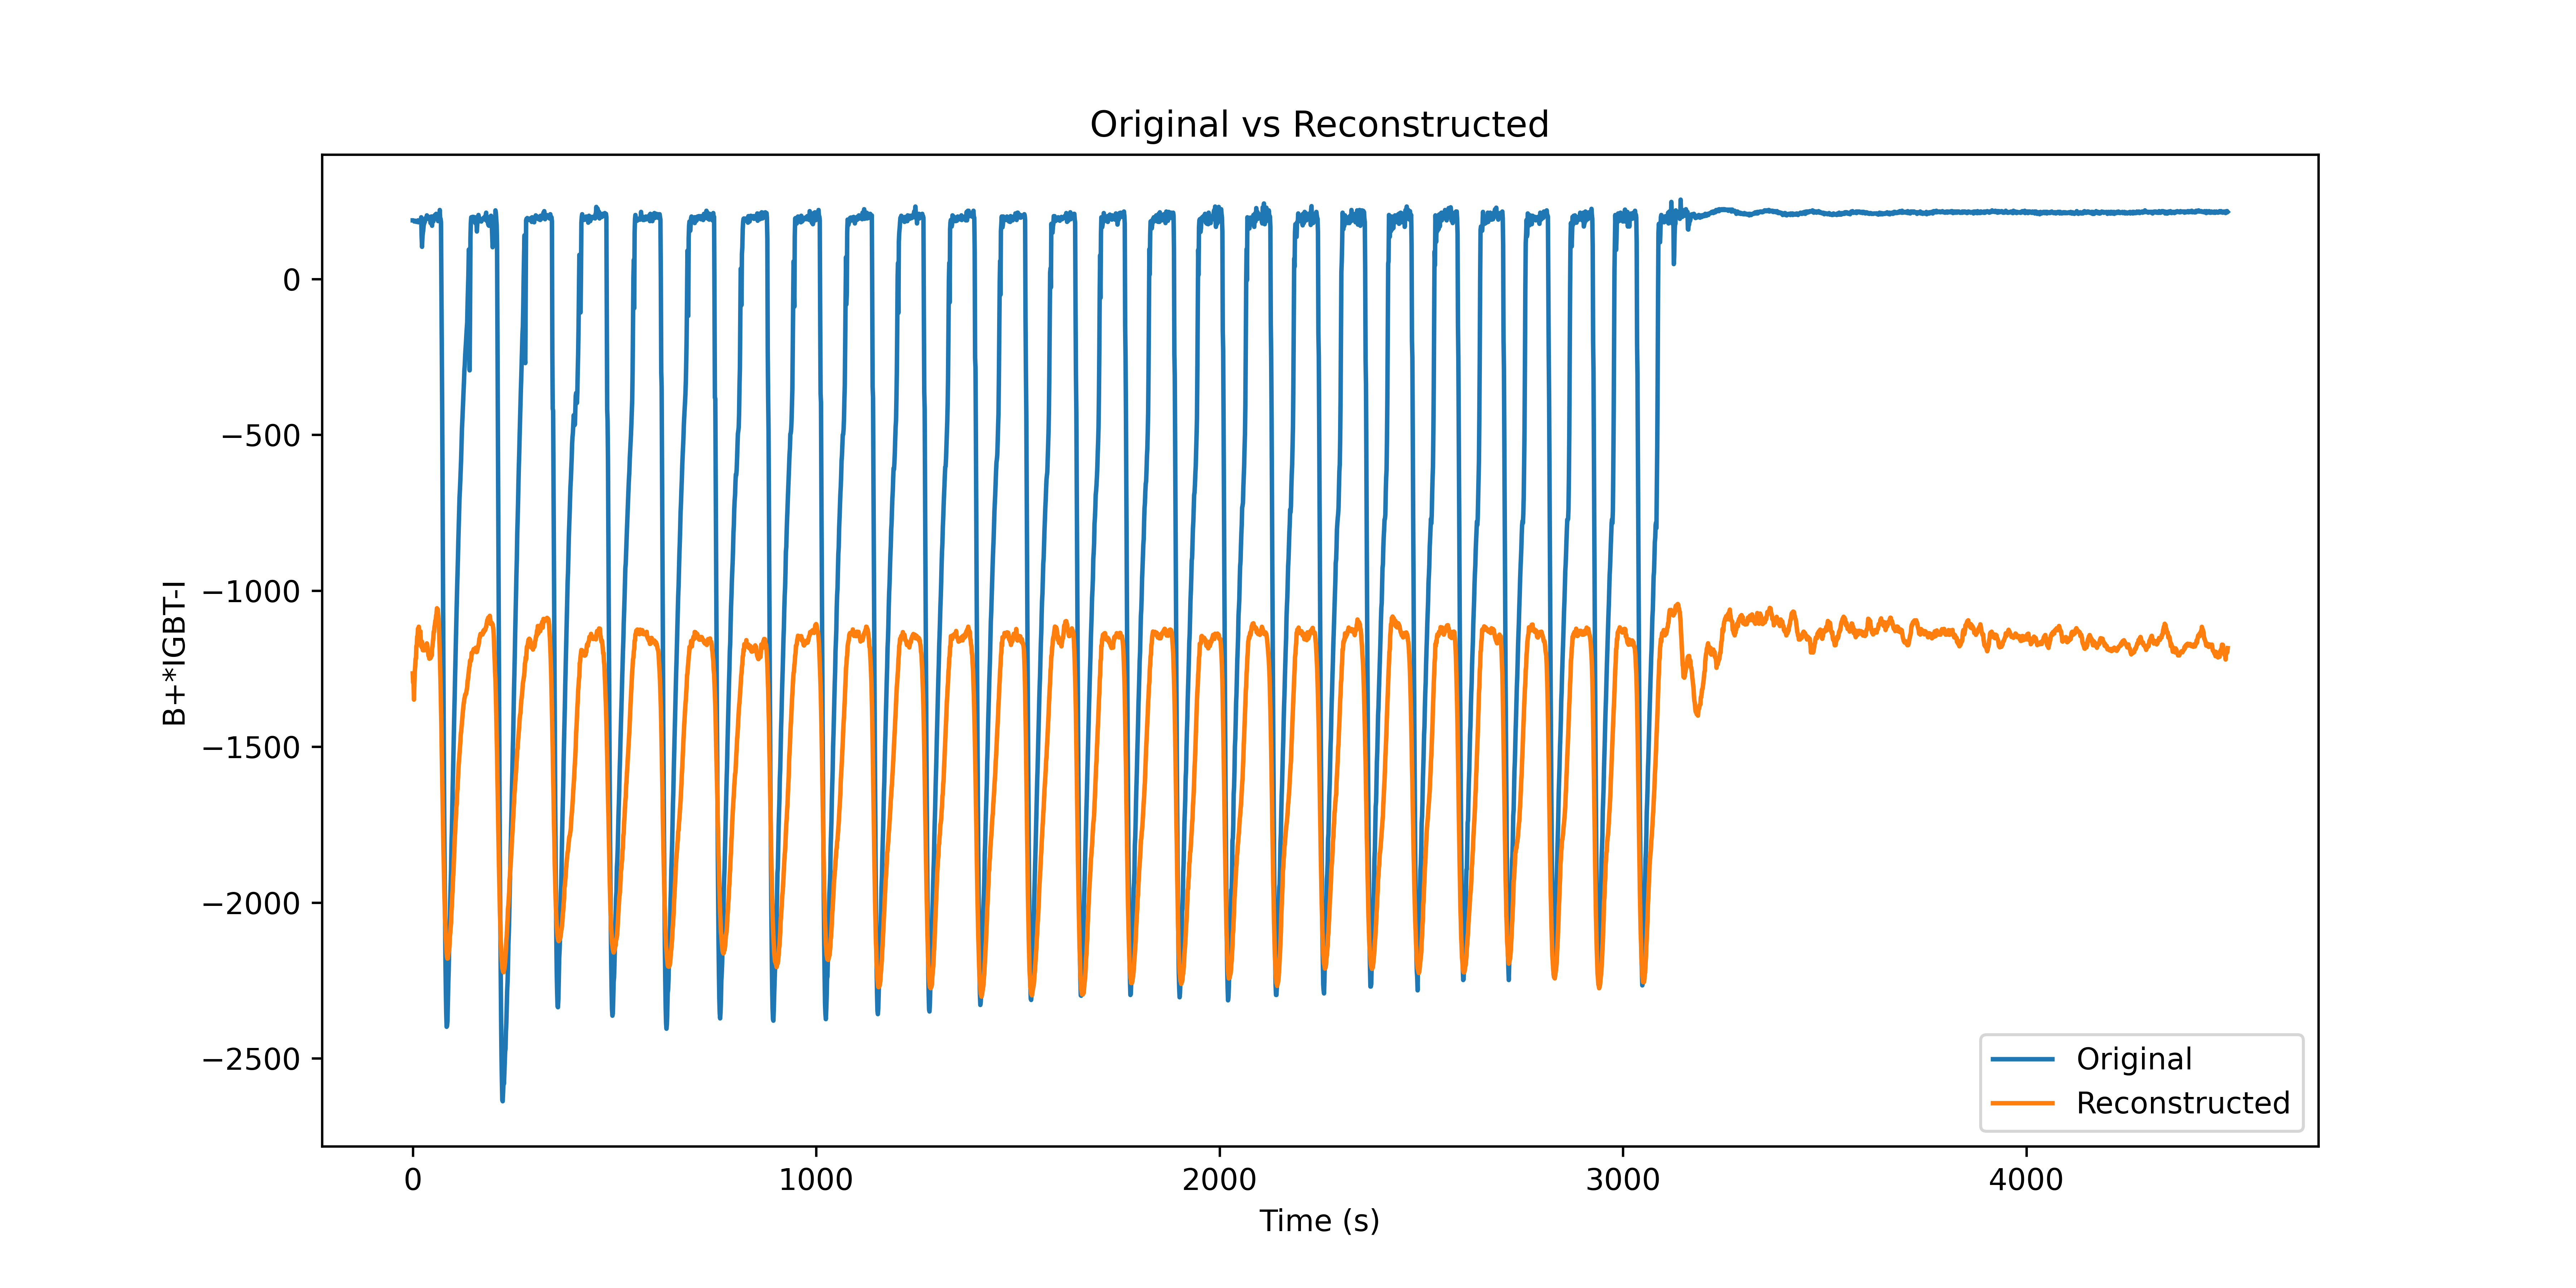 Original vs Reconstructed
B+*IGBT-I
0
−500
−1000
−1500
−2000
−2500
0
1000
2000
3000
4000
Time (s)
Original
Reconstructed